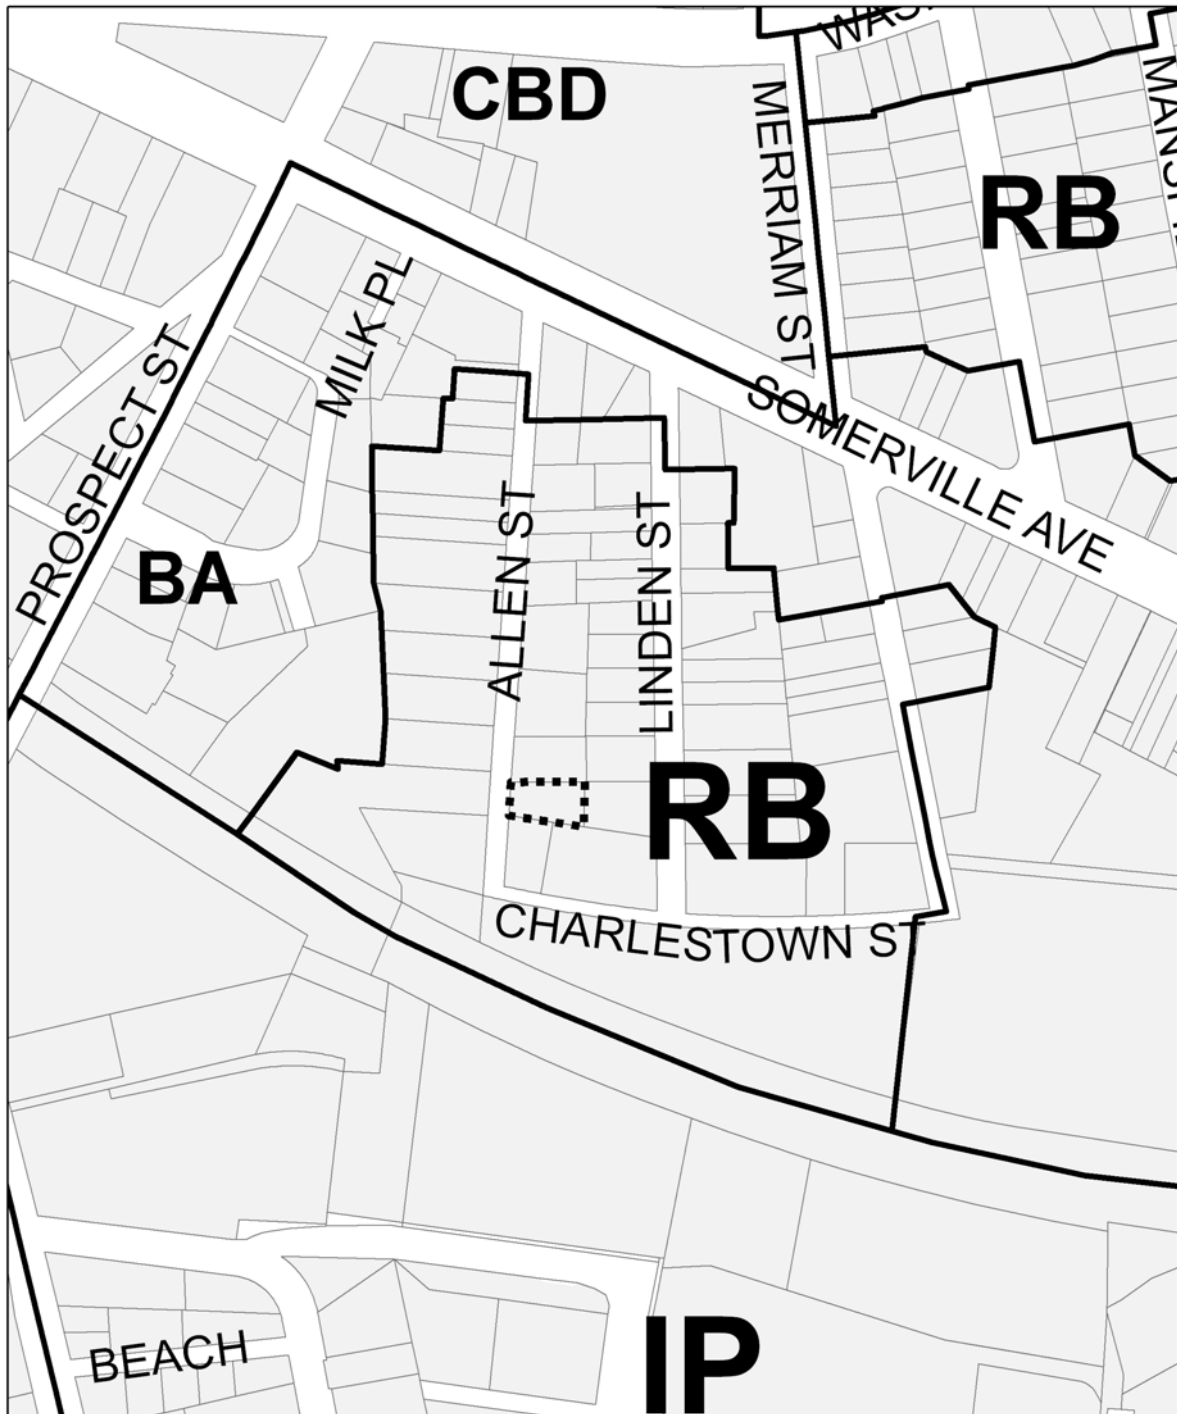 CBD
MERRIAM ST
RB
MILK PL
PROSPECT ST
SOMERVILLE AVE
BA
ALLEN ST
LINDEN ST
RB
CHARLESTOWN ST
BEACH
IP